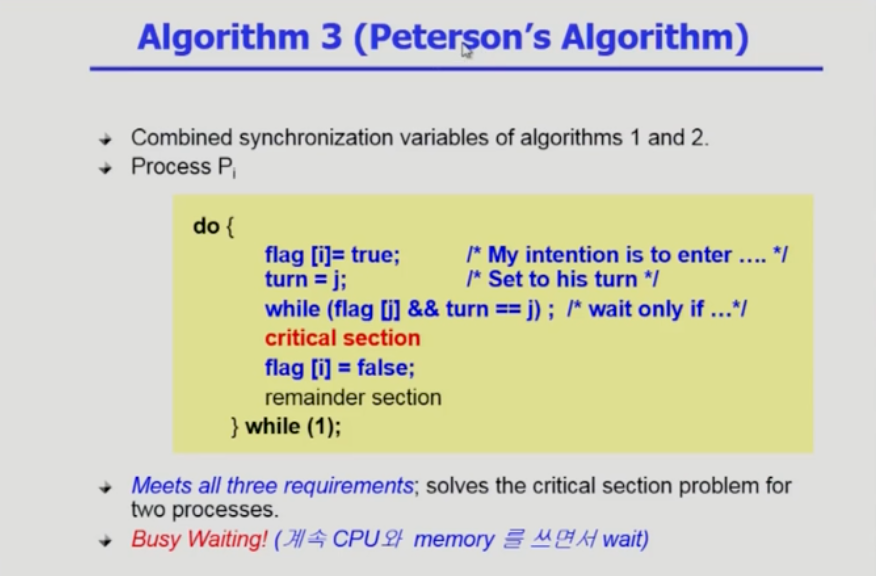 Algorithm 3 (Peterson's Algorithm)
Combined synchronization variables of algorithms 1 and 2.
Process Pi
do {
flag [i]= true; /* My intention is to enter .... */
turn = j; /* Set to his turn */
while (flag [j] && turn == j) ; /* wait only if ...*/
critical section
flag [i] = false;
remainder section
} while (1);
Meets all three requirements; solves the critical section problem for
two processes.
Busy Waiting! (계속 CPU와 memory 를 쓰면서 wait)